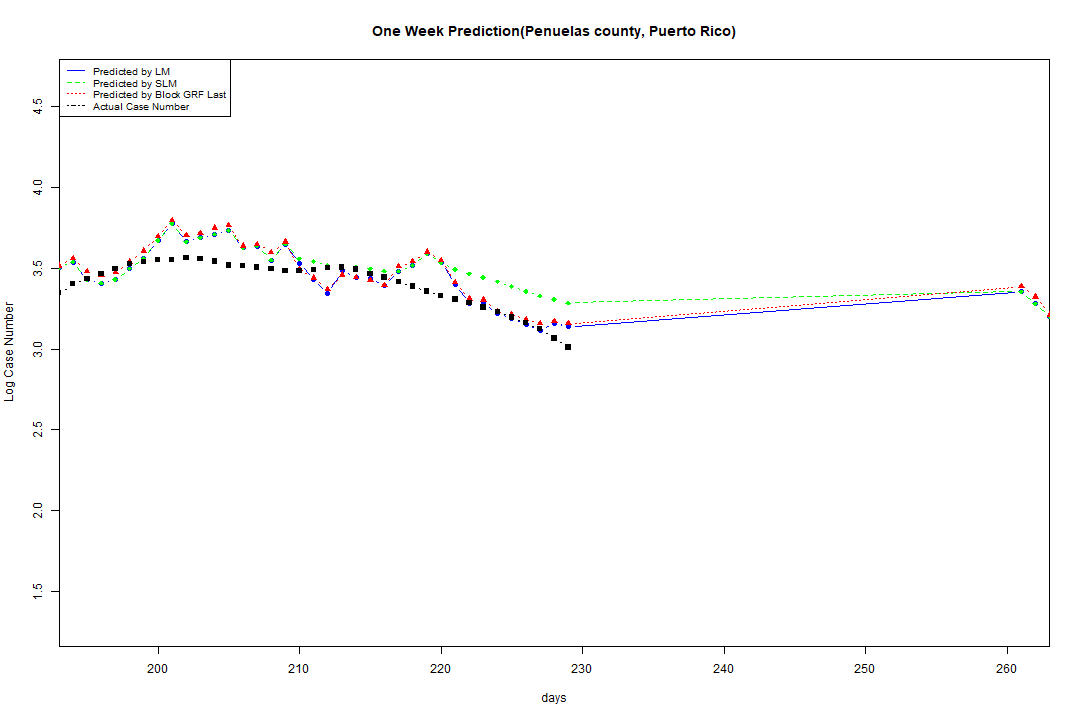 One Week Prediction(Penuelas county, Puerto Rico)
Predicted by LM
Predicted by SLM
Predicted by Block GRF Last
Actual Case Number
4.5
4.0
3.5
3.0
2.5
2.0
1.5
Log Case Number
200 210 220 230 240 250 260
days